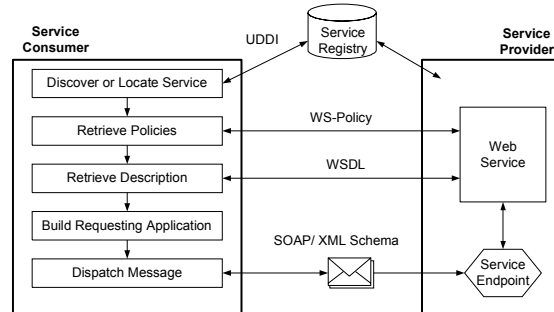 Service
Consumer
UDDI
Service
Registry
Service
Provider
Discover or Locate Service
Retrieve Policies
WS-Policy
Web
Service
Retrieve Description
WSDL
Build Requesting Application
SOAP/ XML Schema
Dispatch Message
Service
Endpoint